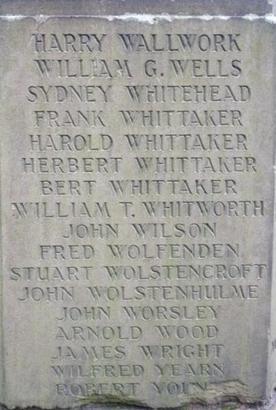 HARRY WALLWORK
WILLIAM G. WELLS
SYDNEY WHITEHEAD
FRANK WHITTAKER
HAROLD WHITTAKER
HERBERT WHITTAKER
BERT WHITTAKER
WILLIAM T. WHITWORTH
JOHN WILSON
FRED WOLFENDEN
STUART WOLSTENCROFT
JOHN WOLSTENHULME
JOHN WORSLEY
ARNOLD WOOD
JAMES WRIGHT
WILFRED YEARN
ROBERT